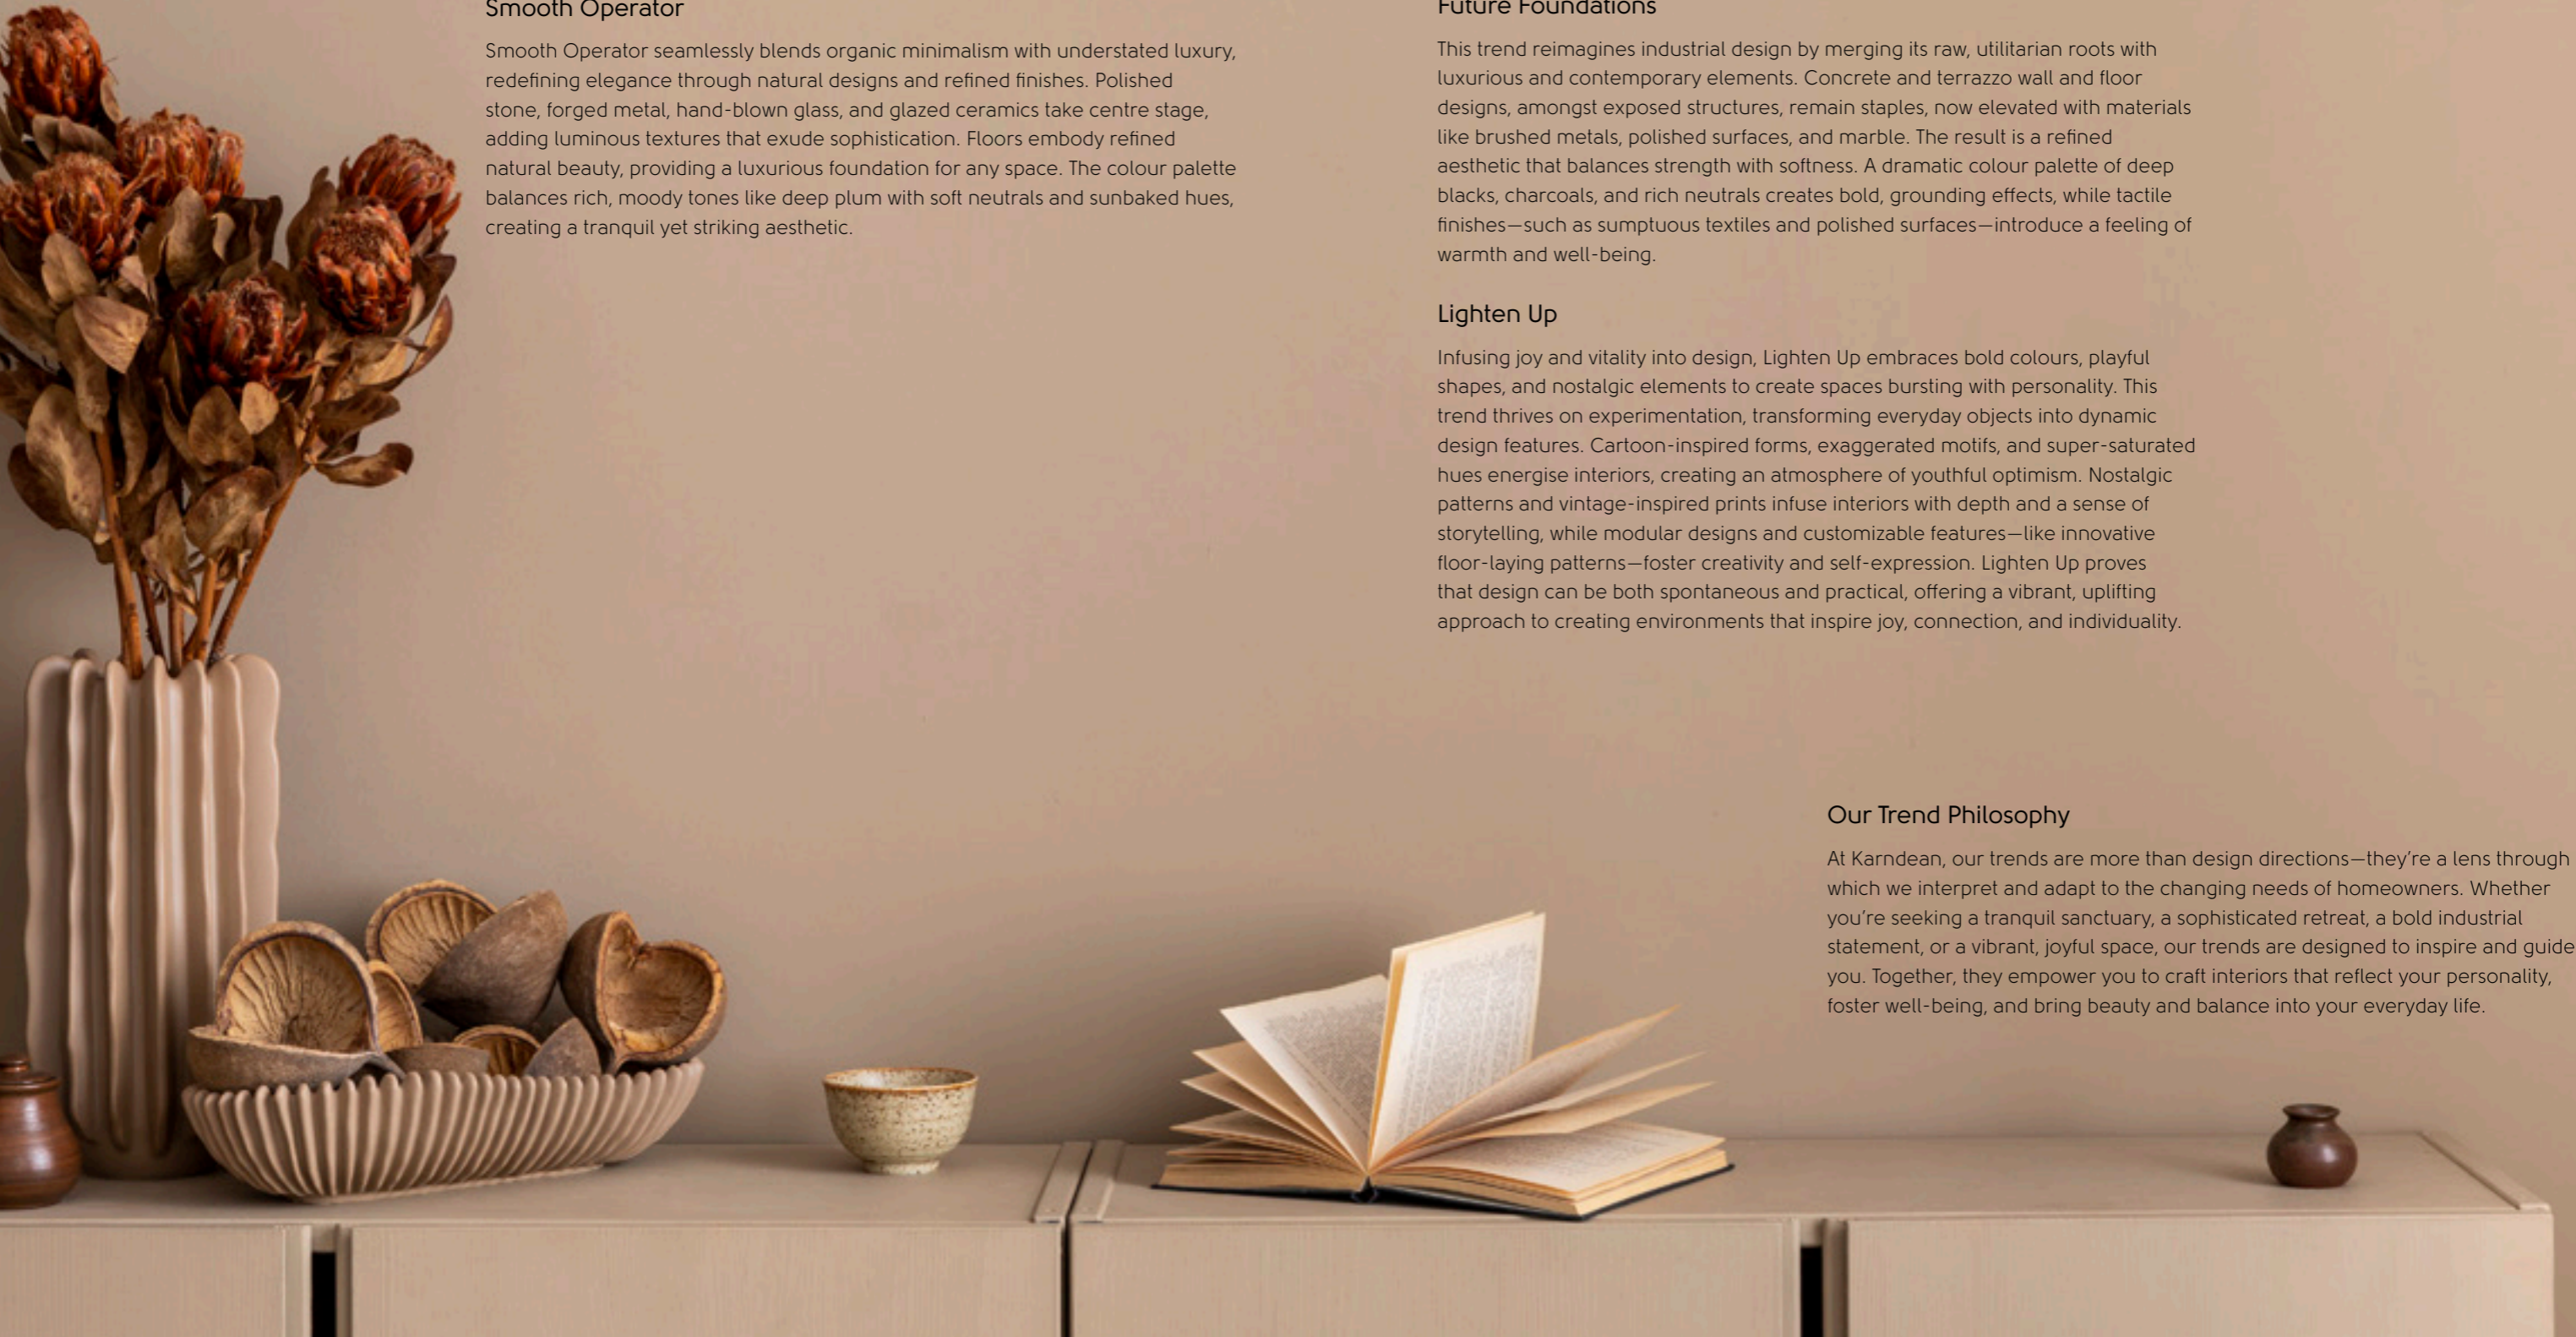 Smooth Operator
Smooth Operator seamlessly blends organic minimalism with understated luxury,
redefining elegance through natural designs and refined finishes. Polished
stone, forged metal, hand-blown glass, and glazed ceramics take centre stage,
adding luminous textures that exude sophistication. Floors embody refined
natural beauty, providing a luxurious foundation for any space. The colour palette
balances rich, moody tones like deep plum with soft neutrals and sunbaked hues,
creating a tranquil yet striking aesthetic.
Future Foundations
This trend reimagines industrial design by merging its raw, utilitarian roots with
luxurious and contemporary elements. Concrete and terrazzo wall and floor
designs, amongst exposed structures, remain staples, now elevated with materials
like brushed metals, polished surfaces, and marble. The result is a refined
aesthetic that balances strength with softness. A dramatic colour palette of deep
blacks, charcoals, and rich neutrals creates bold, grounding effects, while tactile
finishes—such as sumptuous textiles and polished surfaces—introduce a feeling of
warmth and well-being.
Lighten Up
Infusing joy and vitality into design, Lighten Up embraces bold colours, playful
shapes, and nostalgic elements to create spaces bursting with personality. This
trend thrives on experimentation, transforming everyday objects into dynamic
design features. Cartoon-inspired forms, exaggerated motifs, and super-saturated
hues energise interiors, creating an atmosphere of youthful optimism. Nostalgic
patterns and vintage-inspired prints infuse interiors with depth and a sense of
storytelling, while modular designs and customizable features—like innovative
floor-laying patterns—foster creativity and self-expression. Lighten Up proves
that design can be both spontaneous and practical, offering a vibrant, uplifting
approach to creating environments that inspire joy, connection, and individuality.
Our Trend Philosophy
At Karndean, our trends are more than design directions—they're a lens through
which we interpret and adapt to the changing needs of homeowners. Whether
you're seeking a tranquil sanctuary, a sophisticated retreat, a bold industrial
statement, or a vibrant, joyful space, our trends are designed to inspire and guide
you. Together, they empower you to craft interiors that reflect your personality,
foster well-being, and bring beauty and balance into your everyday life.